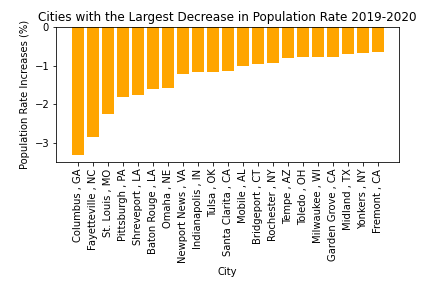 Cities with the Largest Decrease in Population Rate 2019-2020
Population Rate Increases (%)
0
−1
−2
−3
Columbus , GA
Fayetteville , NC
St. Louis , MO
Pittsburgh , PA
Shreveport , LA
Baton Rouge , LA
Omaha , NE
Newport News , VA
Indianapolis , IN
Tulsa , OK
Santa Clarita , CA
Mobile , AL
Bridgeport , CT
Rochester , NY
Tempe , AZ
Toledo , OH
Milwaukee , WI
Garden Grove , CA
Midland , TX
Yonkers , NY
Fremont , CA
City